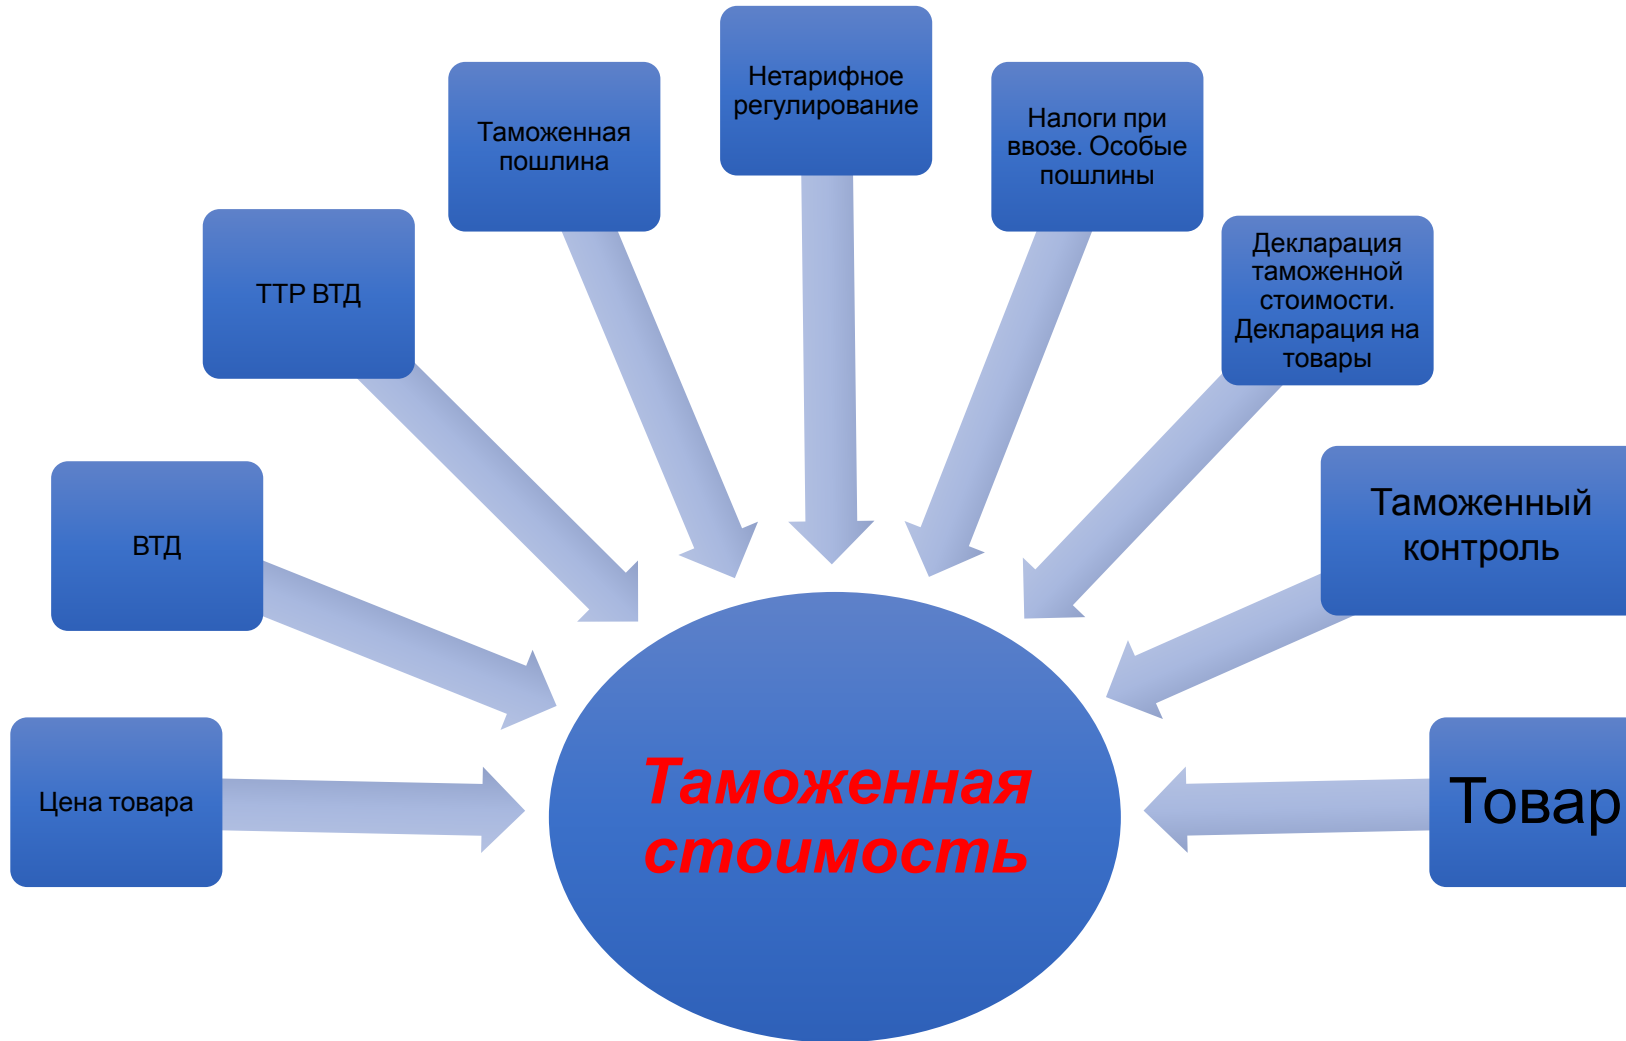 Нетарифное
регулирование
Таможенная
пошлина
Налоги при
ввозе. Особые
пошлины
ТТР ВТД
Декларация
таможенной
стоимости.
Декларация на
товары
ВТД
Таможенный
контроль
Цена товара
Таможенная
стоимость
Товар